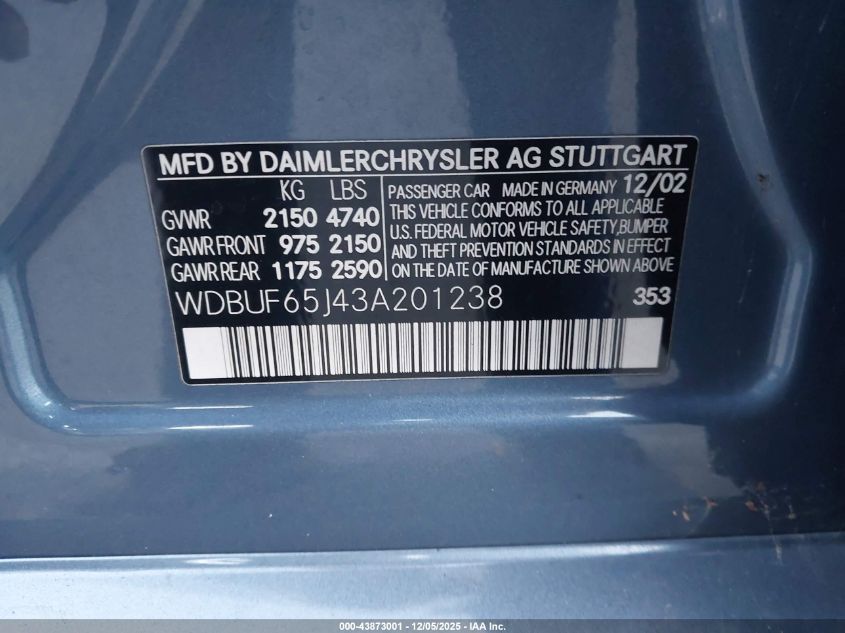 MFD BY DAIMLERCHRYSLER AG STUTTGART
KG LBS
GVWR 2150 4740
GAWR FRONT 975 2150
GAWR REAR 1175 2590
PASSENGER CAR MADE IN GERMANY 12/02
THIS VEHICLE CONFORMS TO ALL APPLICABLE
U.S. FEDERAL MOTOR VEHICLE SAFETY,BUMPER
AND THEFT PREVENTION STANDARDS IN EFFECT
ON THE DATE OF MANUFACTURE SHOWN ABOVE
WDBUF65J43A201238 353
000-43873001 - 12/05/2025 - IAA Inc.